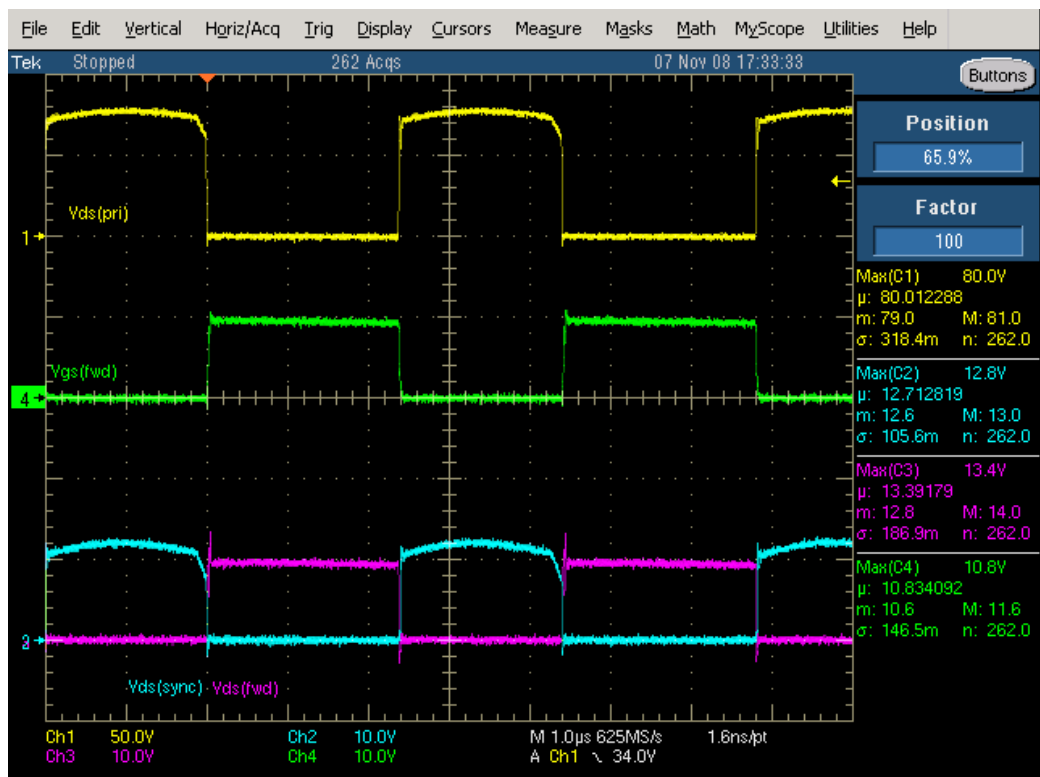 File Edit Vertical Horiz/Acq Trig Display Cursors Measure Masks Math MyScope Utilities Help
Tek Stopped 262 Acqs 07 Nov 08 17:33:33
Buttons
Position
65.9%
Factor
100
Vds(pri)
1
Vgs(fwd)
4
Vds(sync) Vds(fwd)
Max(C1) 80.0V
µ: 80.012288
m: 79.0 M: 81.0
σ: 318.4m n: 262.0
Max(C2) 12.8V
µ: 12.712819
m: 12.6 M: 13.0
σ: 105.6m n: 262.0
Max(C3) 13.4V
µ: 13.39179
m: 12.8 M: 14.0
σ: 186.9m n: 262.0
Max(C4) 10.8V
µ: 10.834092
m: 10.6 M: 11.6
σ: 146.5m n: 262.0
Ch1 50.0V Ch2 10.0V M 1.0µs 625MS/s 1.6ns/pt
Ch3 10.0V Ch4 10.0V A Ch1 34.0V